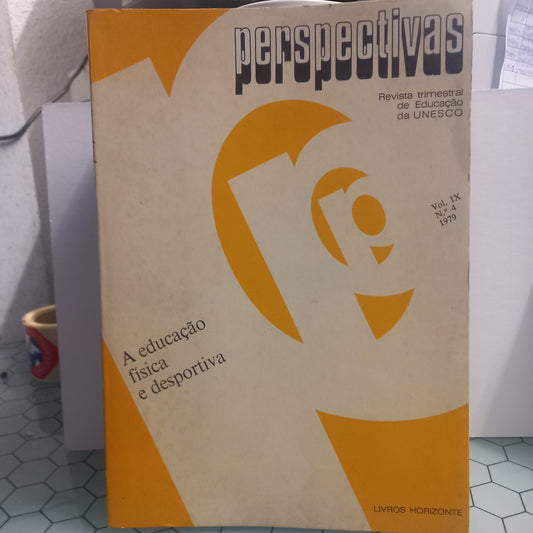 perspectivas
Revista trimestral
de Educação
da UNESCO
Vol. IX
N.º 4
1979
A educação
física
e desportiva
LIVROS HORIZONTE